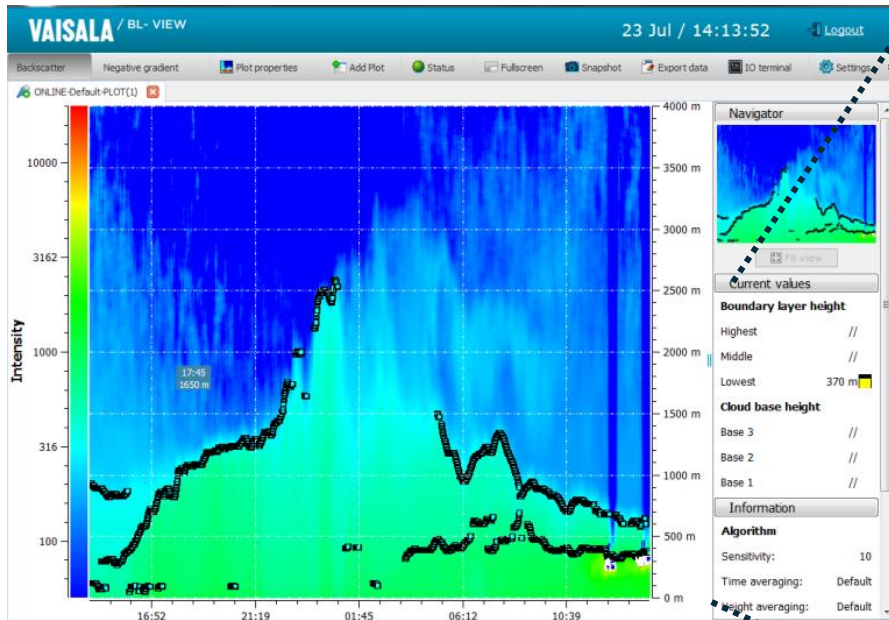 VAISALA / BL- VIEW
23 Jul / 14:13:52
Logout
Backscatter
Negative gradient
Plot properties
Add Plot
Status
Fullscreen
Snapshot
Export data
IO terminal
Settings
ONLINE-Default-PLOT(1)
Intensity
10000
3162
1000
316
100
17:45
1650 m
4000 m
3500 m
3000 m
2500 m
2000 m
1500 m
1000 m
500 m
0 m
16:52
21:19
01:45
06:12
10:39
Navigator
Fit view
Current values
Boundary layer height
Highest //
Middle //
Lowest 370 m
Cloud base height
Base 3 //
Base 2 //
Base 1 //
Information
Algorithm
Sensitivity: 10
Time averaging: Default
Height averaging: Default